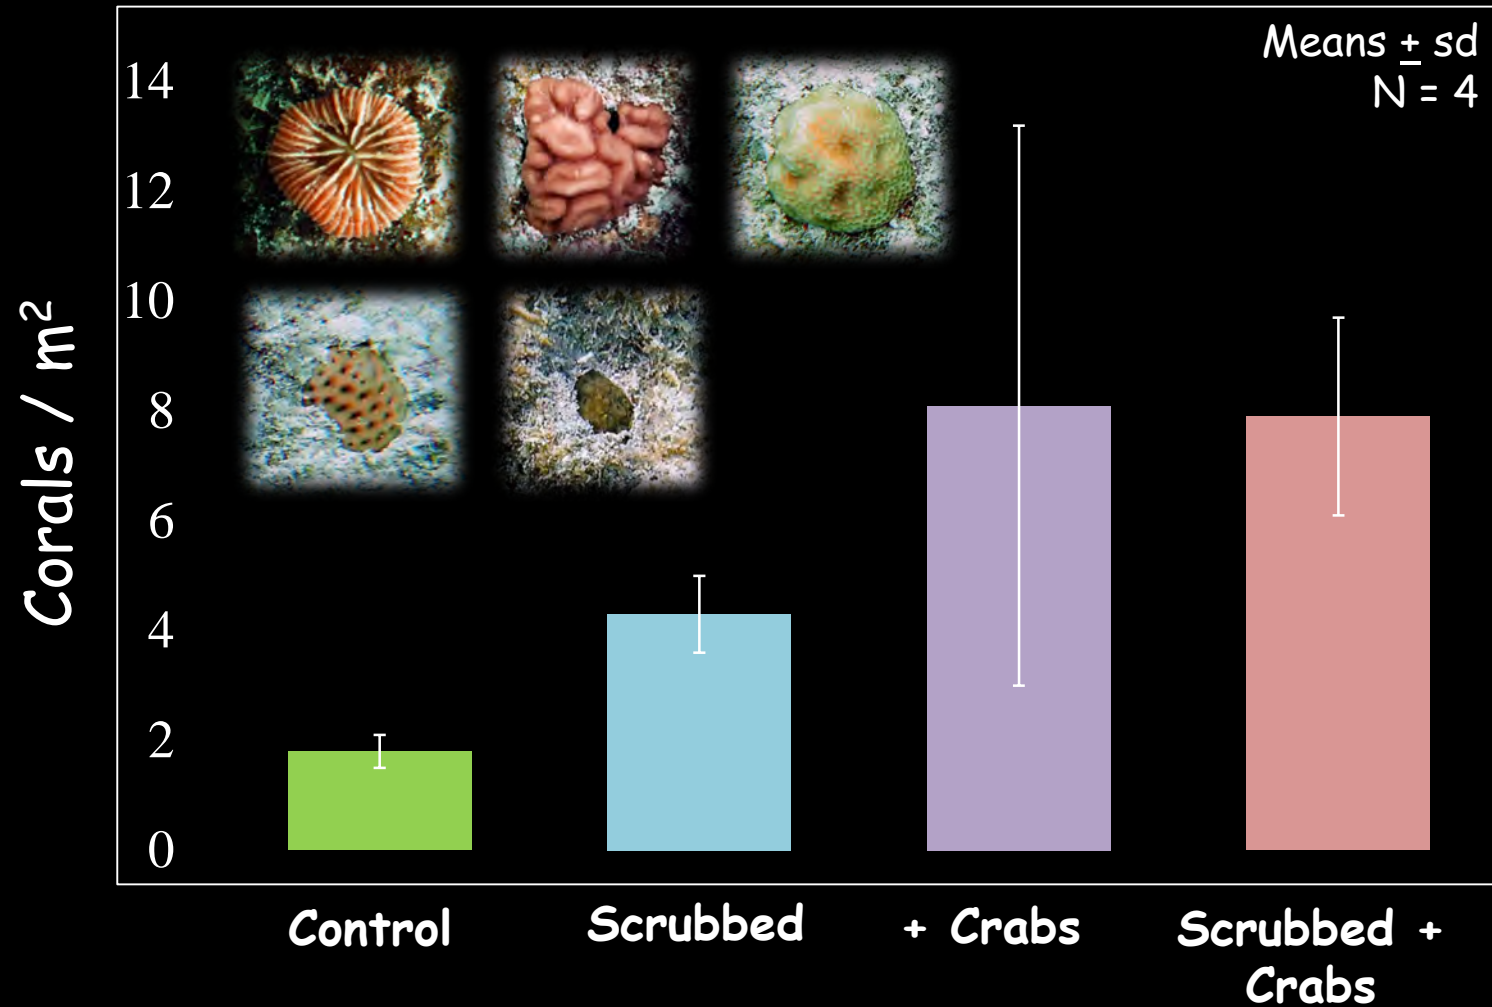 Means ± sd
N = 4
Corals / m²
14
12
10
8
6
4
2
0
Control
Scrubbed
+ Crabs
Scrubbed +
Crabs